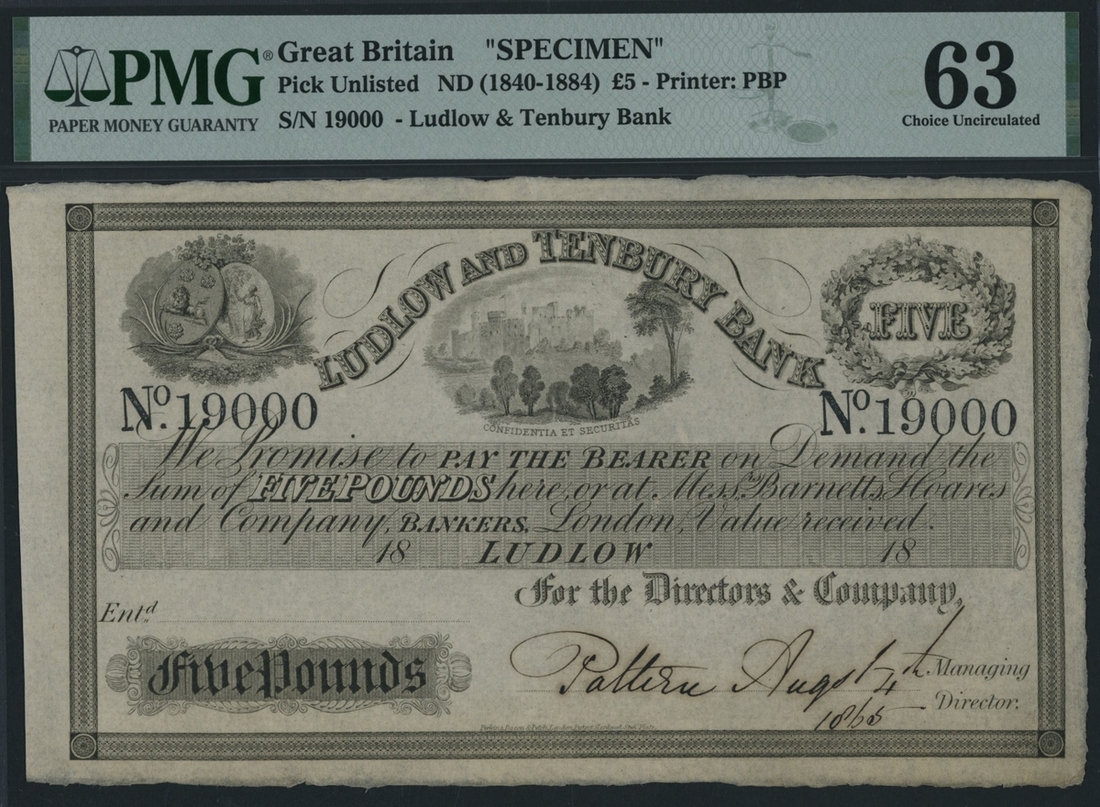 PMG® Great Britain "SPECIMEN" 63
Pick Unlisted ND (1840-1884) £5 - Printer: PBP
PAPER MONEY GUARANTY S/N 19000 - Ludlow & Tenbury Bank Choice Uncirculated
LUDLOW AND TENBURY BANK
FIVE
CONFIDENTIA ET SECURITAS
No. 19000 No. 19000
We Promise to PAY THE BEARER on Demand the
Sum of FIVE POUNDS here, or at Messrs. Barnetts, Hoares
and Company, BANKERS, London, Value received.
18 LUDLOW 18
For the Directors & Company,
Entd.
Five Pounds
Pattern Augst 4th Managing
1865 Director.